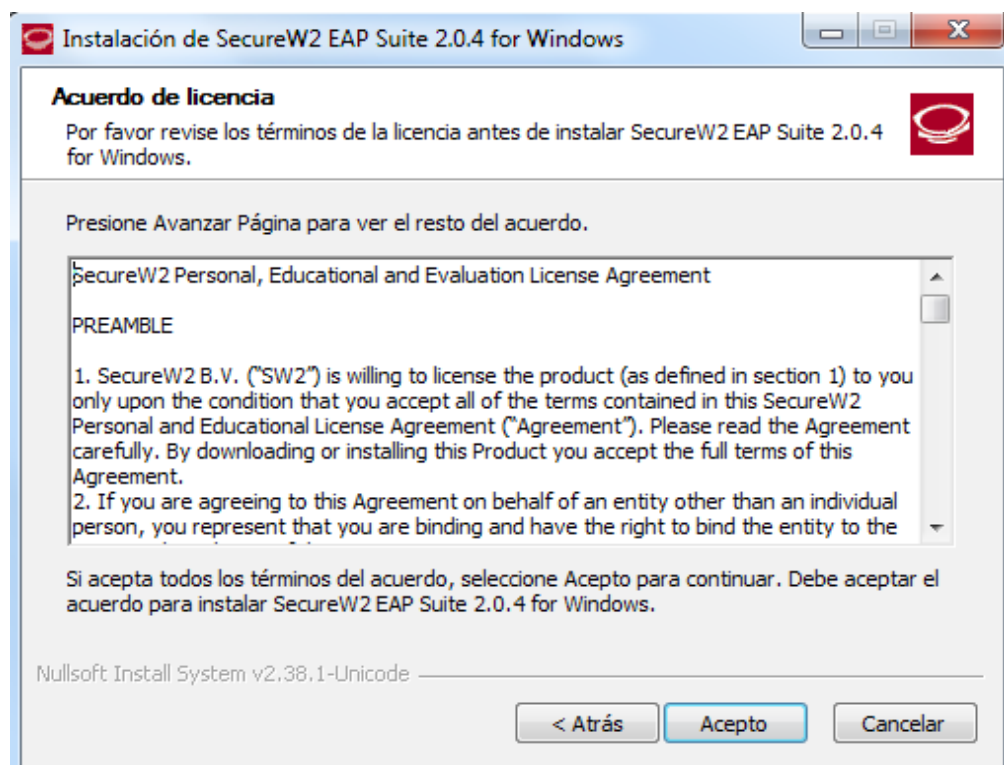 Instalación de SecureW2 EAP Suite 2.0.4 for Windows
Acuerdo de licencia
Por favor revise los términos de la licencia antes de instalar SecureW2 EAP Suite 2.0.4
for Windows.
Presione Avanzar Página para ver el resto del acuerdo.
SecureW2 Personal, Educational and Evaluation License Agreement
PREAMBLE
1. SecureW2 B.V. ("SW2") is willing to license the product (as defined in section 1) to you
only upon the condition that you accept all of the terms contained in this SecureW2
Personal and Educational License Agreement ("Agreement"). Please read the Agreement
carefully. By downloading or installing this Product you accept the full terms of this
Agreement.
2. If you are agreeing to this Agreement on behalf of an entity other than an individual
person, you represent that you are binding and have the right to bind the entity to the
Si acepta todos los términos del acuerdo, seleccione Acepto para continuar. Debe aceptar el
acuerdo para instalar SecureW2 EAP Suite 2.0.4 for Windows.
Nullsoft Install System v2.38.1-Unicode
< Atrás
Acepto
Cancelar